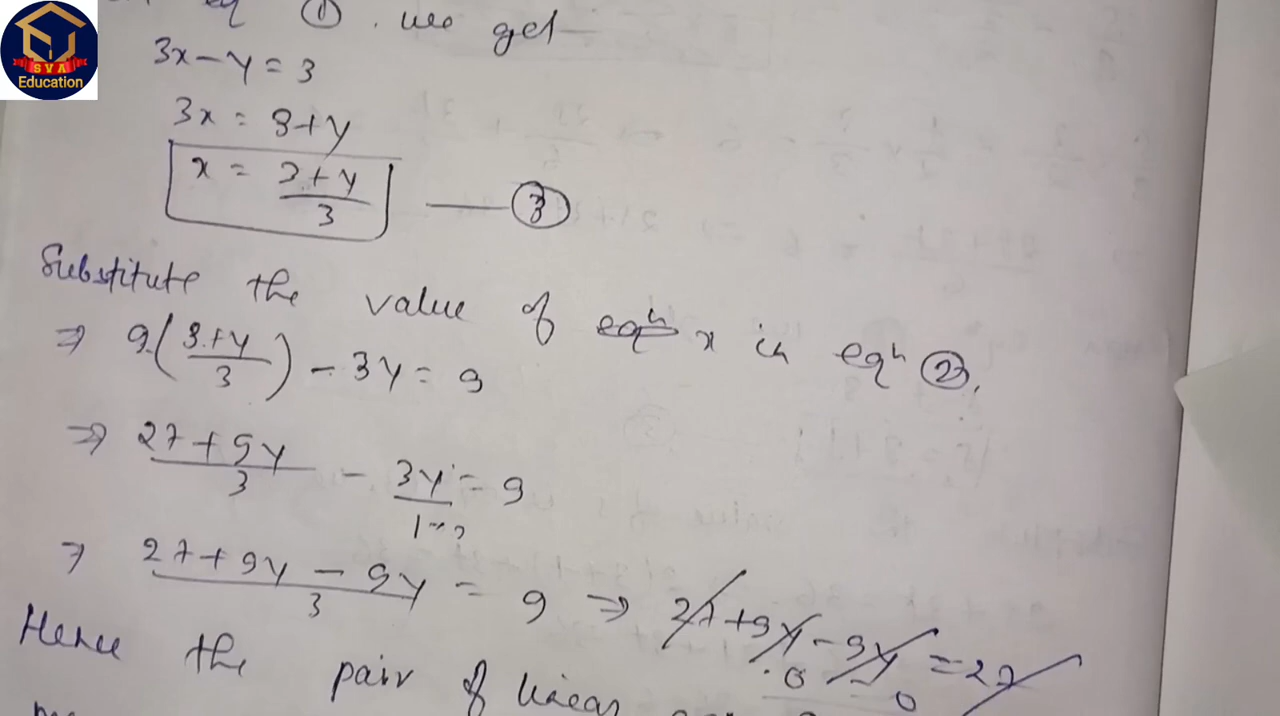 SVA
Education
eq ① . we get
3x - y = 3
3x = 3+y
x = 3+y/3 — ③
Substitute the value of eqn x in eqn ②.
⇒ 9(3+y/3) - 3y = 9
⇒ 27+9y/3 - 3y/1 = 9
⇒ 27+9y-9y/3 = 9 ⇒ 27+9y-9y = 27
0 = 0
Hence the pair of linear